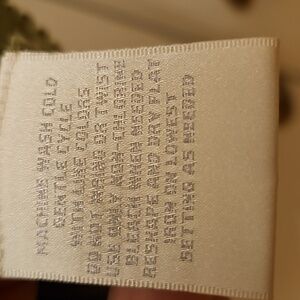 MACHINE WASH COLD
GENTLE CYCLE
WITH LIKE COLORS
DO NOT WRING OR TWIST
USE ONLY NON-CHLORINE
BLEACH WHEN NEEDED
RESHAPE AND DRY FLAT
IRON ON LOWEST
SETTING AS NEEDED